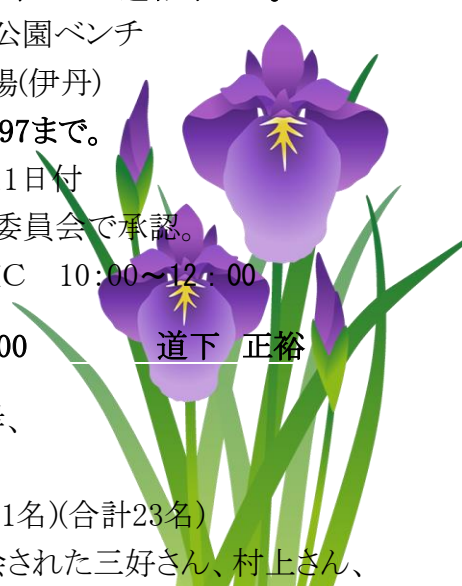 公園ベンチ
場(伊丹)
97まで。
1日付
委員会で承認。
C 10:00～12:00
00 道下 正裕
1名)(合計23名)
会された三好さん、村上さん、